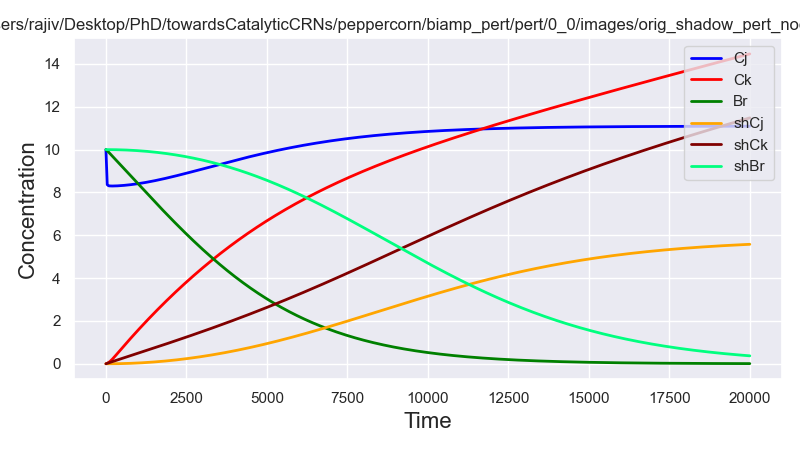 ers/rajiv/Desktop/PhD/towardsCatalyticCRNs/peppercorn/biamp_pert/pert/0_0/images/orig_shadow_pert_no
Concentration
14
12
10
8
6
4
2
0
0 2500 5000 7500 10000 12500 15000 17500 20000
Time
Cj
Ck
Br
shCj
shCk
shBr